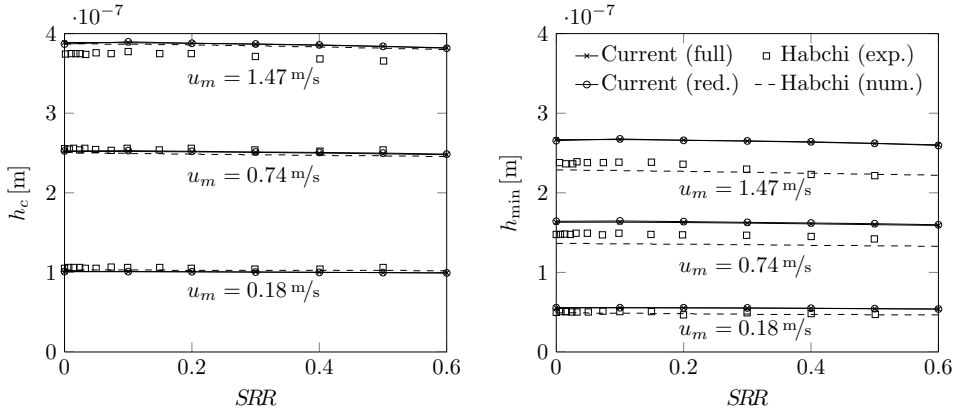 ·10⁻⁷
4
3
2
1
0
h_c [m]
u_m = 1.47 m/s
u_m = 0.74 m/s
u_m = 0.18 m/s
0 0.2 0.4 0.6
SRR
·10⁻⁷
4
3
2
1
0
h_min [m]
Current (full) Habchi (exp.)
Current (red.) Habchi (num.)
u_m = 1.47 m/s
u_m = 0.74 m/s
u_m = 0.18 m/s
0 0.2 0.4 0.6
SRR